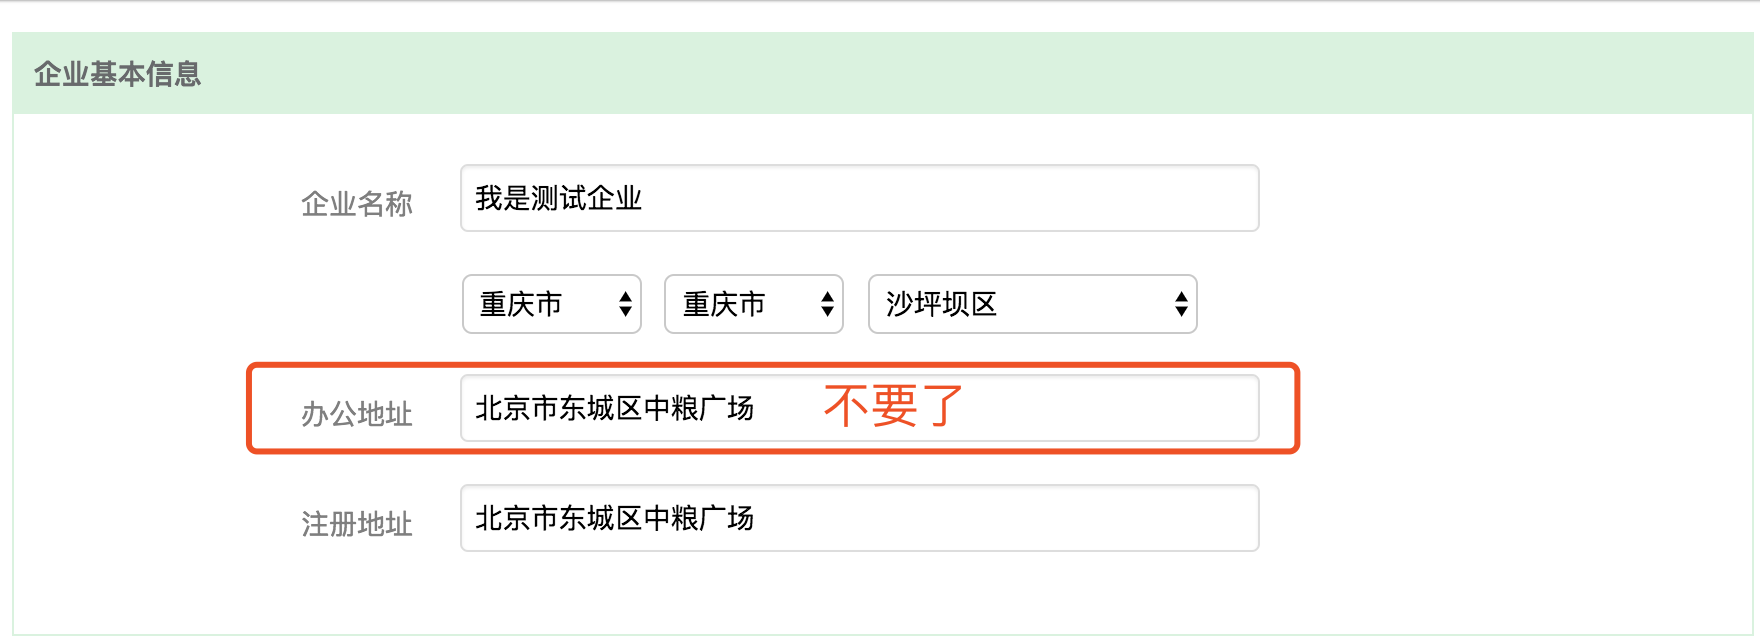 企业基本信息
企业名称 我是测试企业
重庆市 重庆市 沙坪坝区
办公地址 北京市东城区中粮广场 不要了
注册地址 北京市东城区中粮广场